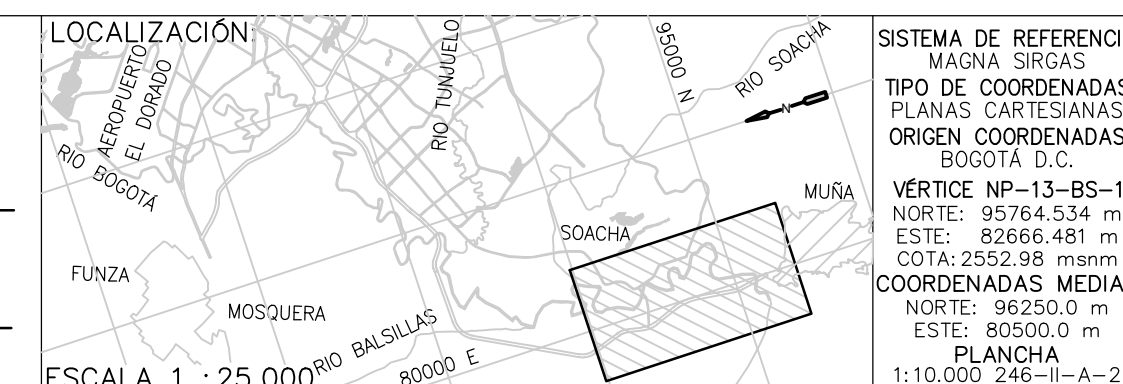 LOCALIZACIÓN:
AEROPUERTO
EL DORADO
RIO BOGOTÁ
RIO TUNJUELO
95000 N
RIO SOACHA
N
MUÑA
SOACHA
FUNZA
MOSQUERA
RIO BALSILLAS
80000 E
ESCALA 1 : 25.000
SISTEMA DE REFERENCI
MAGNA SIRGAS
TIPO DE COORDENADAS
PLANAS CARTESIANAS
ORIGEN COORDENADAS
BOGOTÁ D.C.
VÉRTICE NP-13-BS-1
NORTE: 95764.534 m
ESTE: 82666.481 m
COTA: 2552.98 msnm
COORDENADAS MEDIA
NORTE: 96250.0 m
ESTE: 80500.0 m
PLANCHA
1:10.000 246-II-A-2